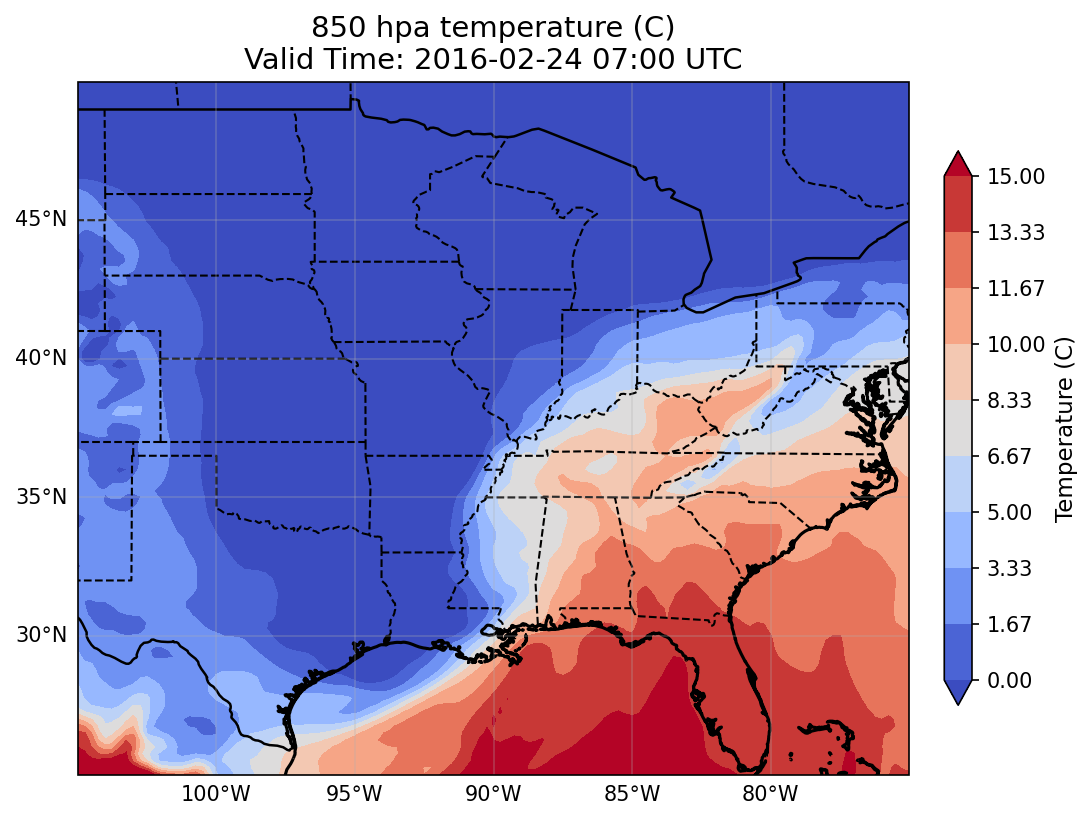 850 hpa temperature (C)
Valid Time: 2016-02-24 07:00 UTC
45°N
40°N
35°N
30°N
100°W
95°W
90°W
85°W
80°W
15.00
13.33
11.67
10.00
8.33
6.67
5.00
3.33
1.67
0.00
Temperature (C)